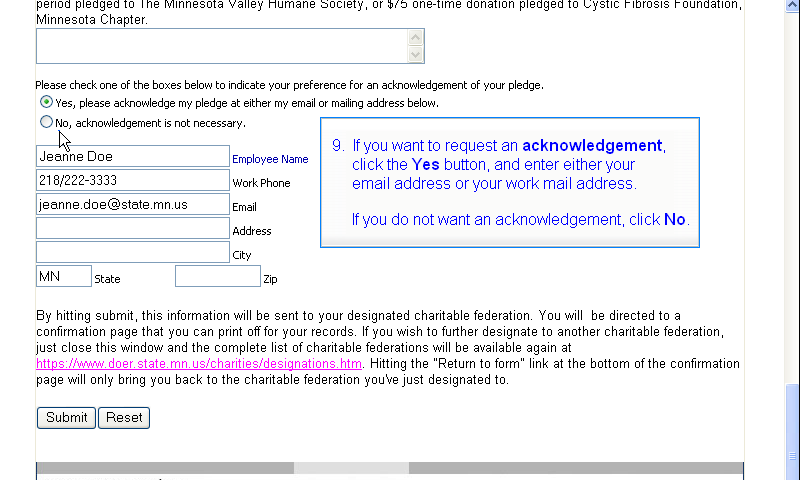 period pledged to The Minnesota Valley Humane Society, or $75 one-time donation pledged to Cystic Fibrosis Foundation,
Minnesota Chapter.
Please check one of the boxes below to indicate your preference for an acknowledgement of your pledge.
Yes, please acknowledge my pledge at either my email or mailing address below.
No, acknowledgement is not necessary.
Jeanne Doe Employee Name
218/222-3333 Work Phone
jeanne.doe@state.mn.us Email
Address
City
MN State Zip
9. If you want to request an acknowledgement,
click the Yes button, and enter either your
email address or your work mail address.
If you do not want an acknowledgement, click No.
By hitting submit, this information will be sent to your designated charitable federation. You will be directed to a
confirmation page that you can print off for your records. If you wish to further designate to another charitable federation,
just close this window and the complete list of charitable federations will be available again at
https://www.doer.state.mn.us/charities/designations.htm. Hitting the "Return to form" link at the bottom of the confirmation
page will only bring you back to the charitable federation you've just designated to.
Submit Reset